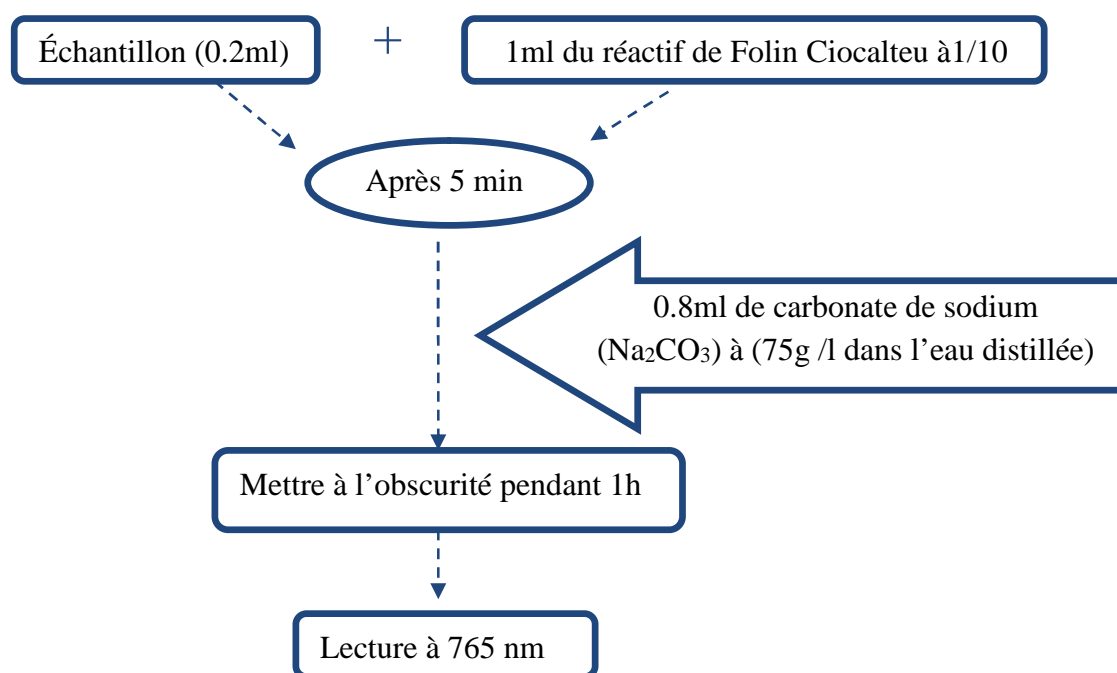 Échantillon (0.2ml)
+
1ml du réactif de Folin Ciocalteu à1/10
Après 5 min
0.8ml de carbonate de sodium
(Na₂CO₃) à (75g /l dans l’eau distillée)
Mettre à l’obscurité pendant 1h
Lecture à 765 nm